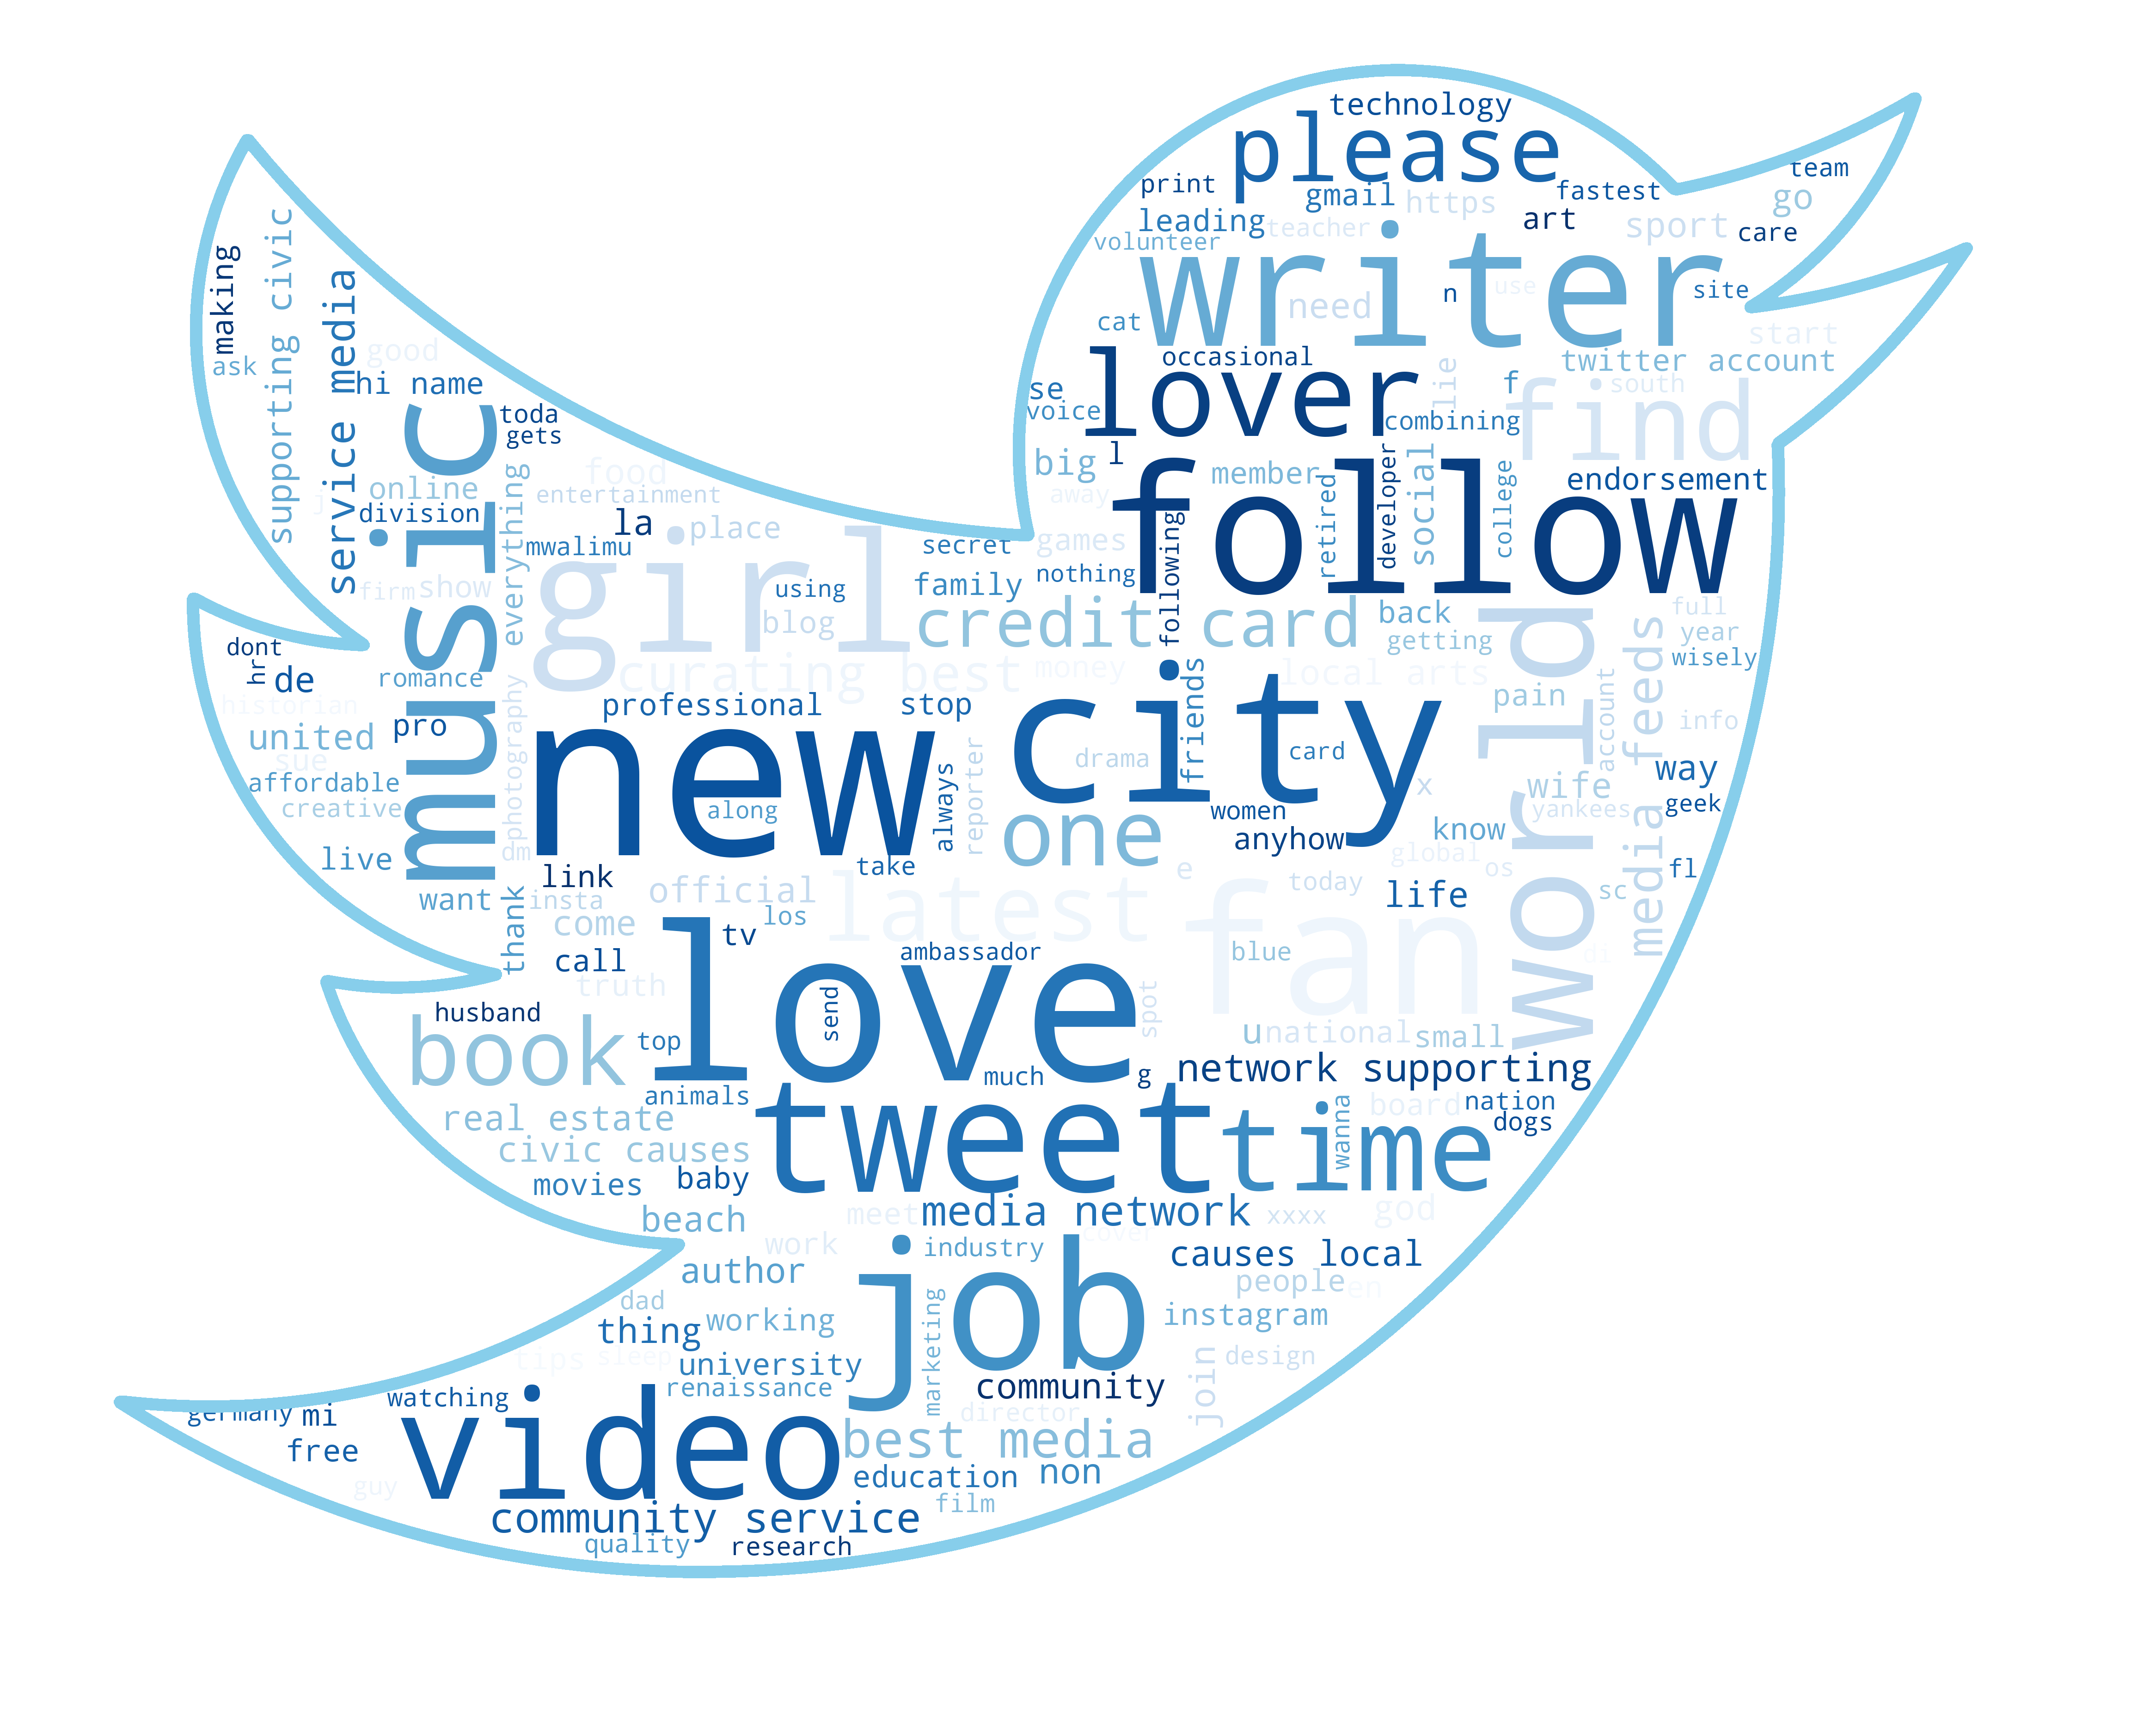 technology
please
team
print
gmail
https
fastest
go
leading
teacher
art
sport
care
volunteer
writer
need
n
use
site
cat
start
occasional
twitter account
lover
lie
f
south
find
se
voice
combining
making
ask
supporting civic
service media
good
hi name
toda
gets
music
big
l
member
retired
developer
social
college
endorsement
away
follow
following
online
division
j
food
entertainment
everything
la
place
mwalimu
secret
games
nothing
firm
show
girl
using
blog
family
credit card
back
getting
full
year
wisely
dont
hr
de
romance
curating best
money
local arts
world
media feeds
account
historian
pro
professional
stop
city
friends
pain
info
united
sue
affordable
creative
photography
new
along
always
reporter
drama
card
x
wife
yankees
way
geek
women
one
anyhow
know
live
dm
link
take
e
global
os
today
life
sc
fl
want
insta
official
latest
fan
thank
come
los
tv
call
ambassador
blue
di
truth
love
send
spot
husband
book
top
much
g
u
national
small
network supporting
animals
tweet
time
wanna
board
nation
dogs
real estate
civic causes
movies
baby
beach
meet
media network
xxxx
god
cover
work
industry
job
causes local
author
people
en
dad
thing
working
marketing
instagram
tips
sleep
university
join
design
renaissance
community
watching
germany
mi
free
video
director
best media
guy
education
non
film
community service
quality
research